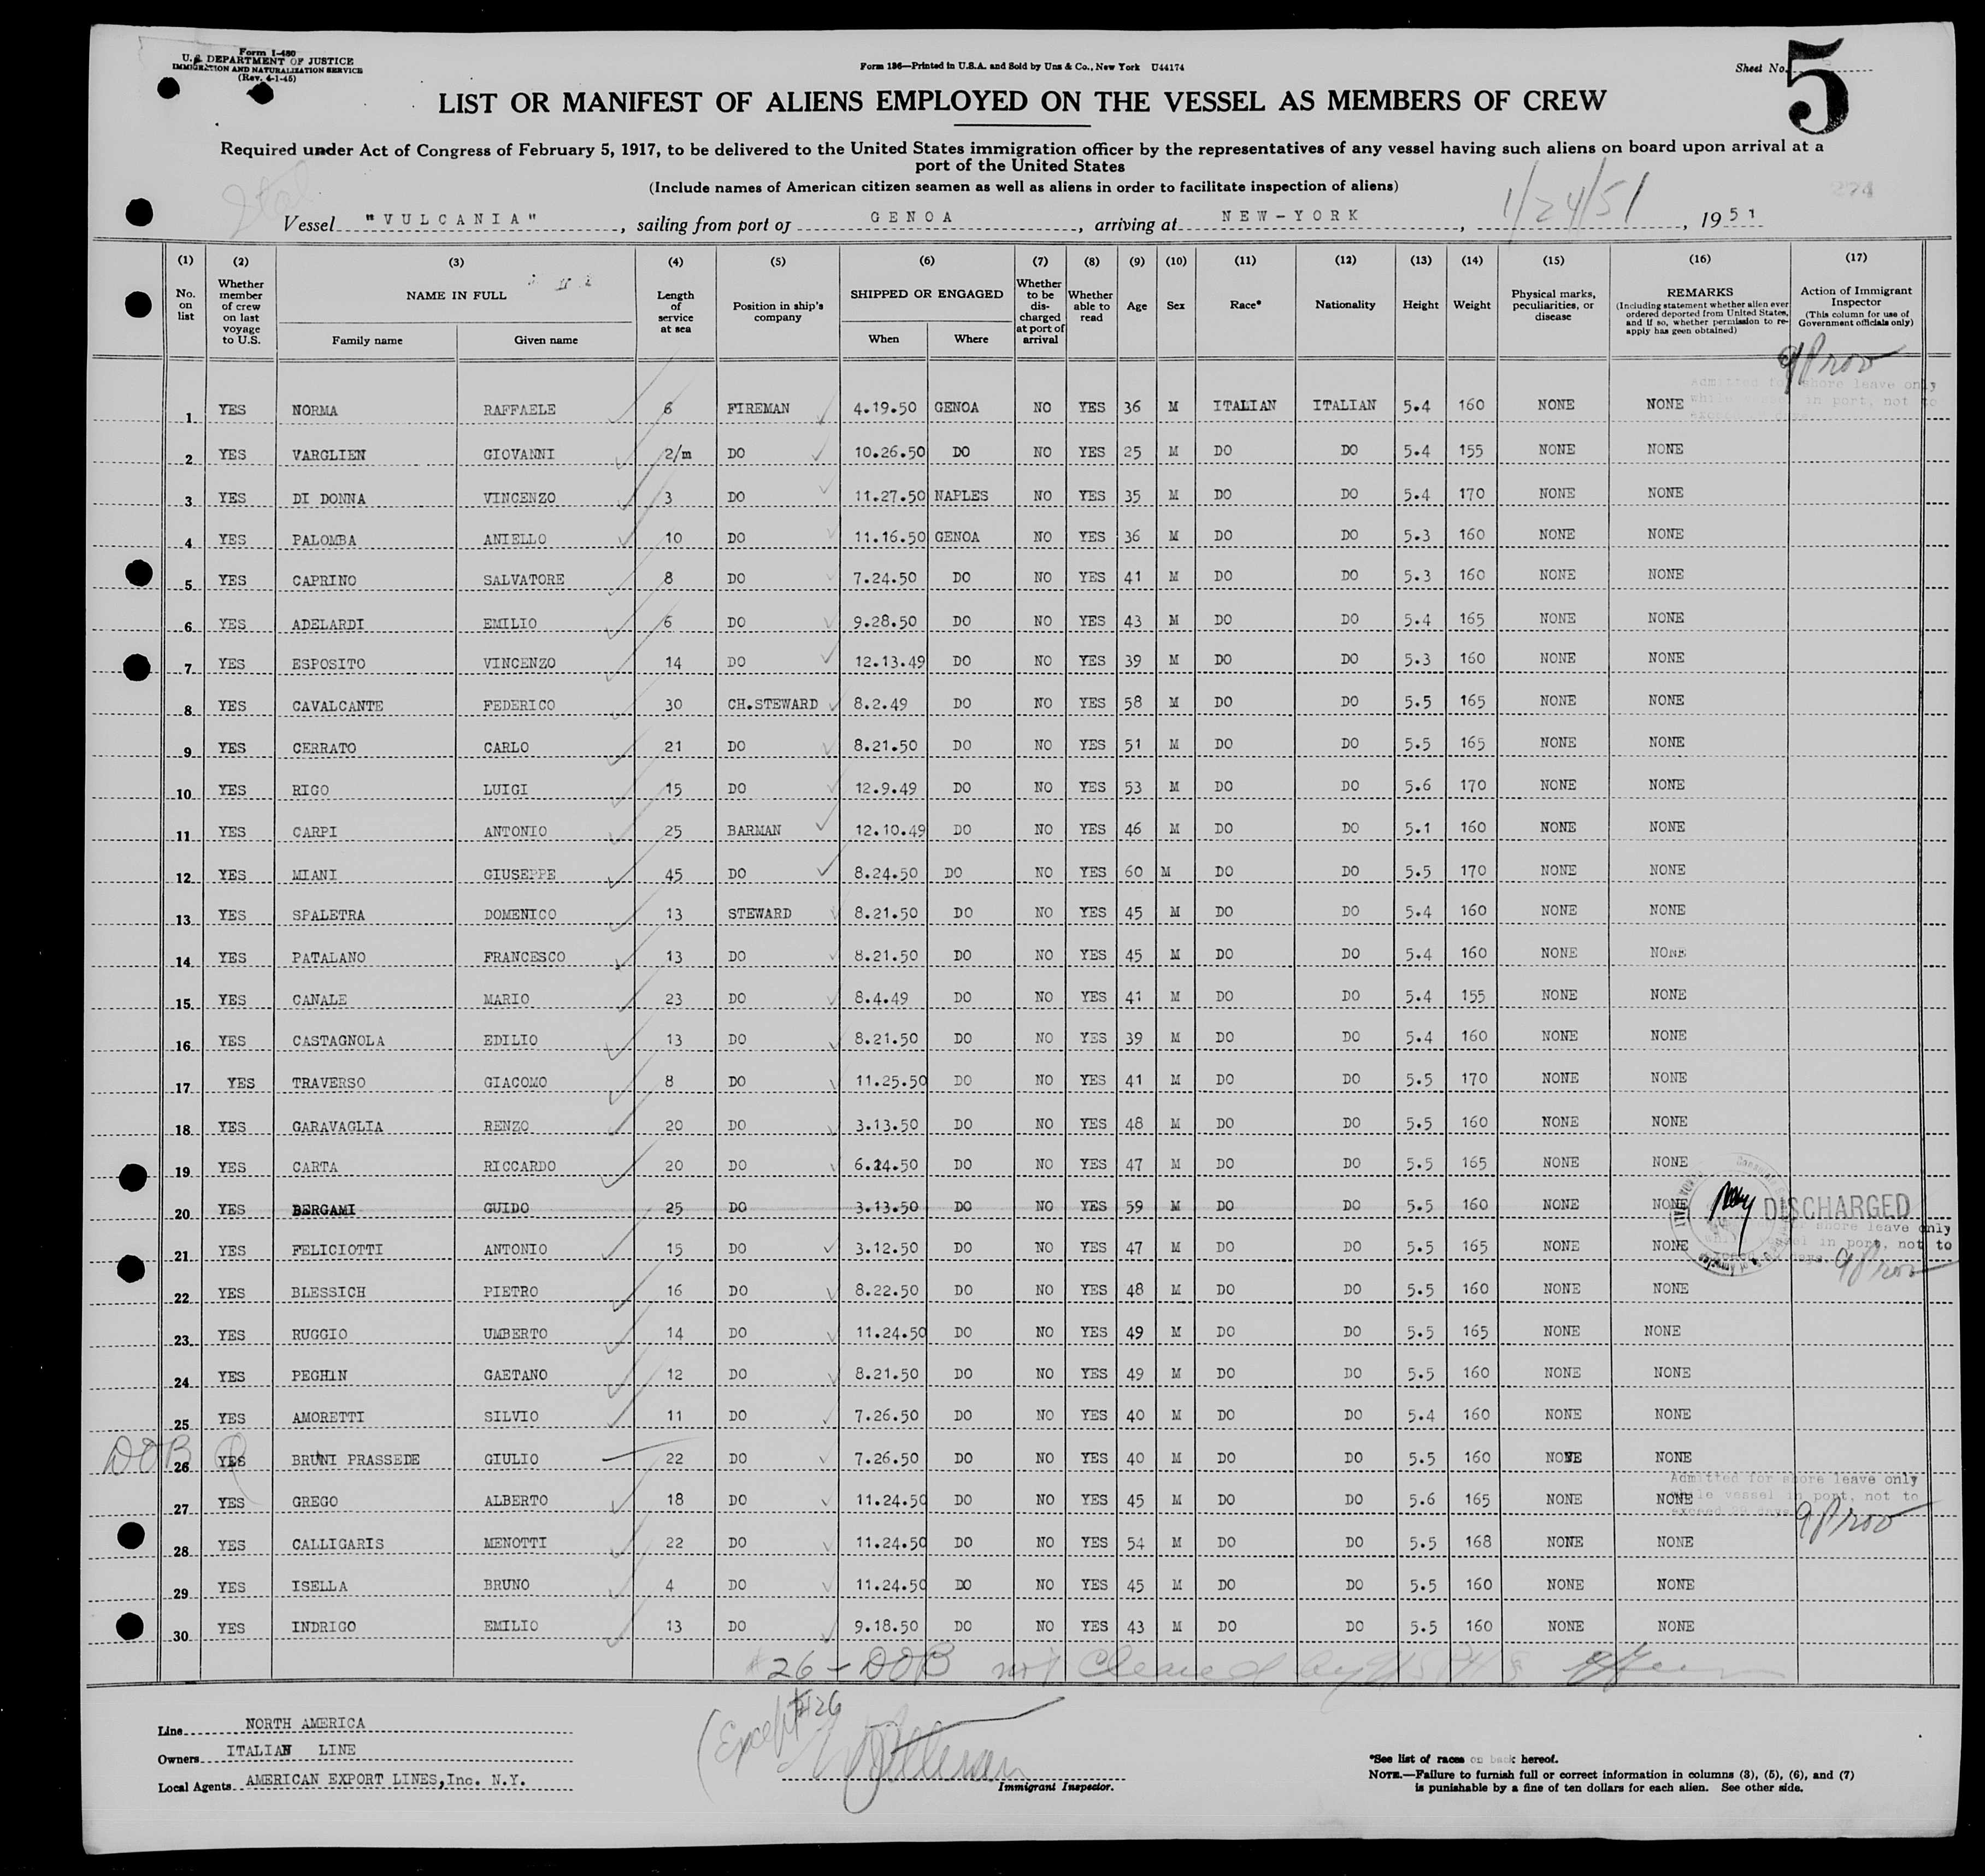 Form I-480
U. S. DEPARTMENT OF JUSTICE
IMMIGRATION AND NATURALIZATION SERVICE
(Rev. 4-1-45)
Form 136—Printed in U.S.A. and Sold by Unz & Co., New York U44174
Sheet No. 5
LIST OR MANIFEST OF ALIENS EMPLOYED ON THE VESSEL AS MEMBERS OF CREW
Required under Act of Congress of February 5, 1917, to be delivered to the United States immigration officer by the representatives of any vessel having such aliens on board upon arrival at a
port of the United States
(Include names of American citizen seamen as well as aliens in order to facilitate inspection of aliens)
Vessel "VULCANIA", sailing from port of GENOA, arriving at NEW-YORK, 1/24/51, 1951
(1) (2) (3) (4) (5) (6) (7) (8) (9) (10) (11) (12) (13) (14) (15) (16) (17)
No. on list
Whether member of crew on last voyage to U.S.
NAME IN FULL
Family name
Given name
Length of service at sea
Position in ship's company
SHIPPED OR ENGAGED
When
Where
Whether to be discharged at port of arrival
Whether able to read
Age
Sex
Race*
Nationality
Height
Weight
Physical marks, peculiarities, or disease
REMARKS
(Including statement whether alien ever ordered deported from United States, and if so, whether permission to re-apply has been obtained)
Action of Immigrant Inspector
(This column for use of Government officials only)
Admitted for shore leave only
while vessel in port, not to
1 YES NORMA RAFFAELE 6 FIREMAN 4.19.50 GENOA NO YES 36 M ITALIAN ITALIAN 5.4 160 NONE NONE
2 YES VARGLIEN GIOVANNI 2/m DO 10.26.50 DO NO YES 25 M DO DO 5.4 155 NONE NONE
3 YES DI DONNA VINCENZO 3 DO 11.27.50 NAPLES NO YES 35 M DO DO 5.4 170 NONE NONE
4 YES PALOMBA ANIELLO 10 DO 11.16.50 GENOA NO YES 36 M DO DO 5.3 160 NONE NONE
5 YES CAPRINO SALVATORE 8 DO 7.24.50 DO NO YES 41 M DO DO 5.3 160 NONE NONE
6 YES ADELARDI EMILIO 6 DO 9.28.50 DO NO YES 43 M DO DO 5.4 165 NONE NONE
7 YES ESPOSITO VINCENZO 14 DO 12.13.49 DO NO YES 39 M DO DO 5.3 160 NONE NONE
8 YES CAVALCANTE FEDERICO 30 CH.STEWARD 8.2.49 DO NO YES 58 M DO DO 5.5 165 NONE NONE
9 YES CERRATO CARLO 21 DO 8.21.50 DO NO YES 51 M DO DO 5.5 165 NONE NONE
10 YES RIGO LUIGI 15 DO 12.9.49 DO NO YES 53 M DO DO 5.6 170 NONE NONE
11 YES CARPI ANTONIO 25 BARMAN 12.10.49 DO NO YES 46 M DO DO 5.1 160 NONE NONE
12 YES MIANI GIUSEPPE 45 DO 8.24.50 DO NO YES 60 M DO DO 5.5 170 NONE NONE
13 YES SPALETRA DOMENICO 13 STEWARD 8.21.50 DO NO YES 45 M DO DO 5.4 160 NONE NONE
14 YES PATALANO FRANCESCO 13 DO 8.21.50 DO NO YES 45 M DO DO 5.4 160 NONE NONE
15 YES CANALE MARIO 23 DO 8.4.49 DO NO YES 41 M DO DO 5.4 155 NONE NONE
16 YES CASTAGNOLA EDILIO 13 DO 8.21.50 DO NO YES 39 M DO DO 5.4 160 NONE NONE
17 YES TRAVERSO GIACOMO 8 DO 11.25.50 DO NO YES 41 M DO DO 5.5 170 NONE NONE
18 YES GARAVAGLIA RENZO 20 DO 3.13.50 DO NO YES 48 M DO DO 5.5 160 NONE NONE
19 YES CARTA RICCARDO 20 DO 6.24.50 DO NO YES 47 M DO DO 5.5 165 NONE NONE
20 YES BERGAMI GUIDO 25 DO 3.13.50 DO NO YES 59 M DO DO 5.5 160 NONE NONE DISCHARGED
shore leave only
21 YES FELICIOTTI ANTONIO 15 DO 3.12.50 DO NO YES 47 M DO DO 5.5 165 NONE NONE
vessel in port, not to
22 YES BLESSICH PIETRO 16 DO 8.22.50 DO NO YES 48 M DO DO 5.5 160 NONE NONE
23 YES RUGGIO UMBERTO 14 DO 11.24.50 DO NO YES 49 M DO DO 5.5 165 NONE NONE
24 YES PEGHIN GAETANO 12 DO 8.21.50 DO NO YES 49 M DO DO 5.5 160 NONE NONE
25 YES AMORETTI SILVIO 11 DO 7.26.50 DO NO YES 40 M DO DO 5.4 160 NONE NONE
DOB 26 YES BRUNI PRASSEDE GIULIO 22 DO 7.26.50 DO NO YES 40 M DO DO 5.5 160 NONE NONE
Admitted for shore leave only
while vessel in port, not to
exceed 29 days
27 YES GREGO ALBERTO 18 DO 11.24.50 DO NO YES 45 M DO DO 5.6 165 NONE NONE
28 YES CALLIGARIS MENOTTI 22 DO 11.24.50 DO NO YES 54 M DO DO 5.5 168 NONE NONE
29 YES ISELLA BRUNO 4 DO 11.24.50 DO NO YES 45 M DO DO 5.5 160 NONE NONE
30 YES INDRIGO EMILIO 13 DO 9.18.50 DO NO YES 43 M DO DO 5.5 160 NONE NONE
#26 - DOB not Cleared by USPHS
Line NORTH AMERICA
Owners ITALIAN LINE
Local Agents AMERICAN EXPORT LINES, Inc. N.Y.
(Except #26
Immigrant Inspector.
*See list of races on back hereof.
NOTE.—Failure to furnish full or correct information in columns (3), (5), (6), and (7)
is punishable by a fine of ten dollars for each alien. See other side.